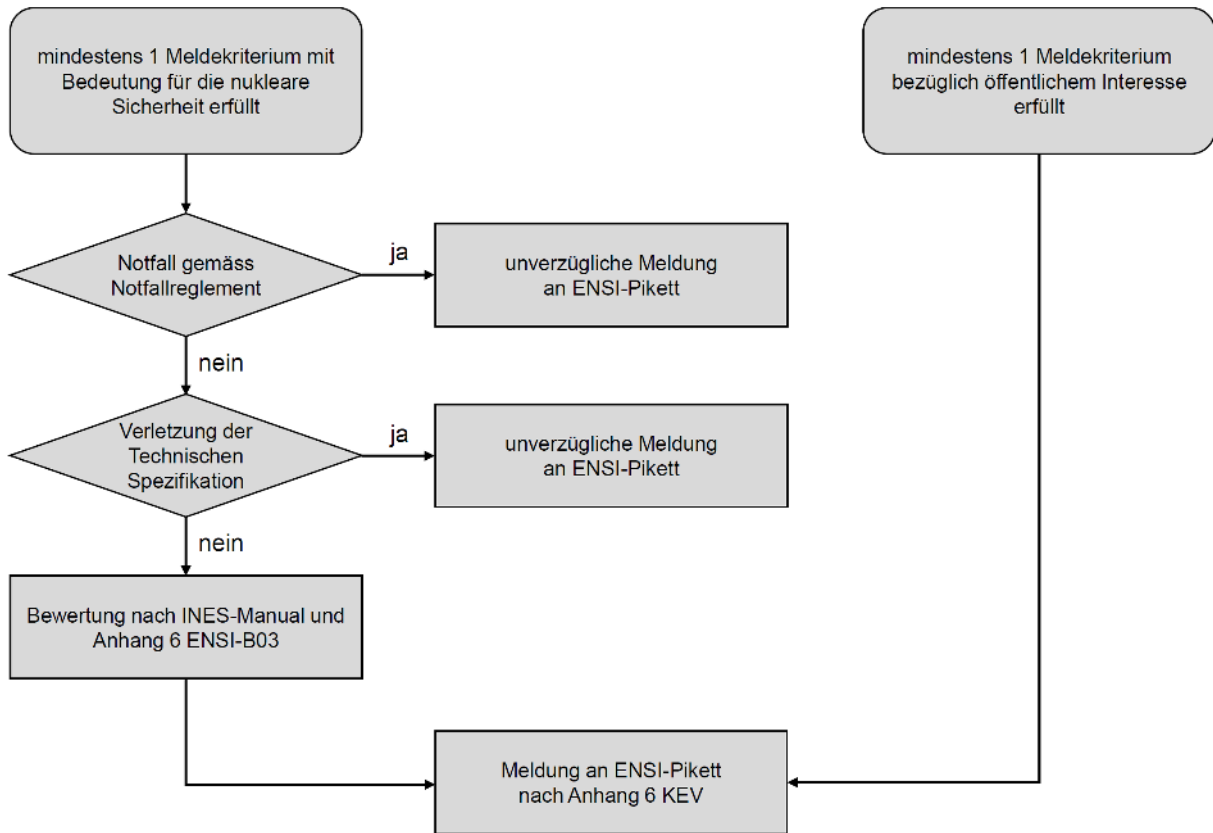 mindestens 1 Meldekriterium mit
Bedeutung für die nukleare
Sicherheit erfüllt
mindestens 1 Meldekriterium
bezüglich öffentlichem Interesse
erfüllt
Notfall gemäss
Notfallreglement
ja
unverzügliche Meldung
an ENSI-Pikett
nein
Verletzung der
Technischen
Spezifikation
ja
unverzügliche Meldung
an ENSI-Pikett
nein
Bewertung nach INES-Manual und
Anhang 6 ENSI-B03
Meldung an ENSI-Pikett
nach Anhang 6 KEV